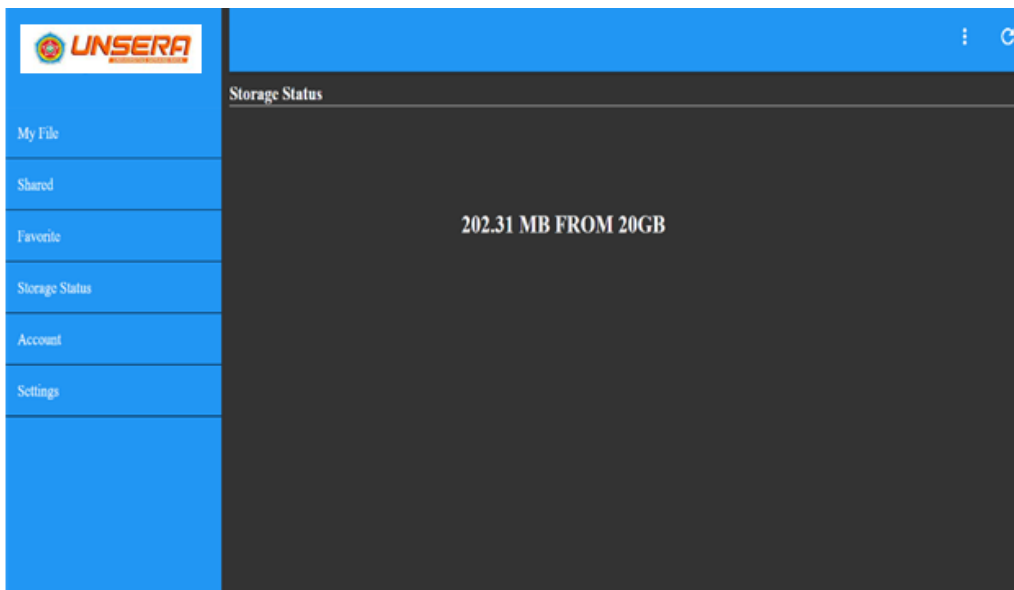 UNSERA
Storage Status
My File
Shared
Favorite
Storage Status
Account
Settings
202.31 MB FROM 20GB